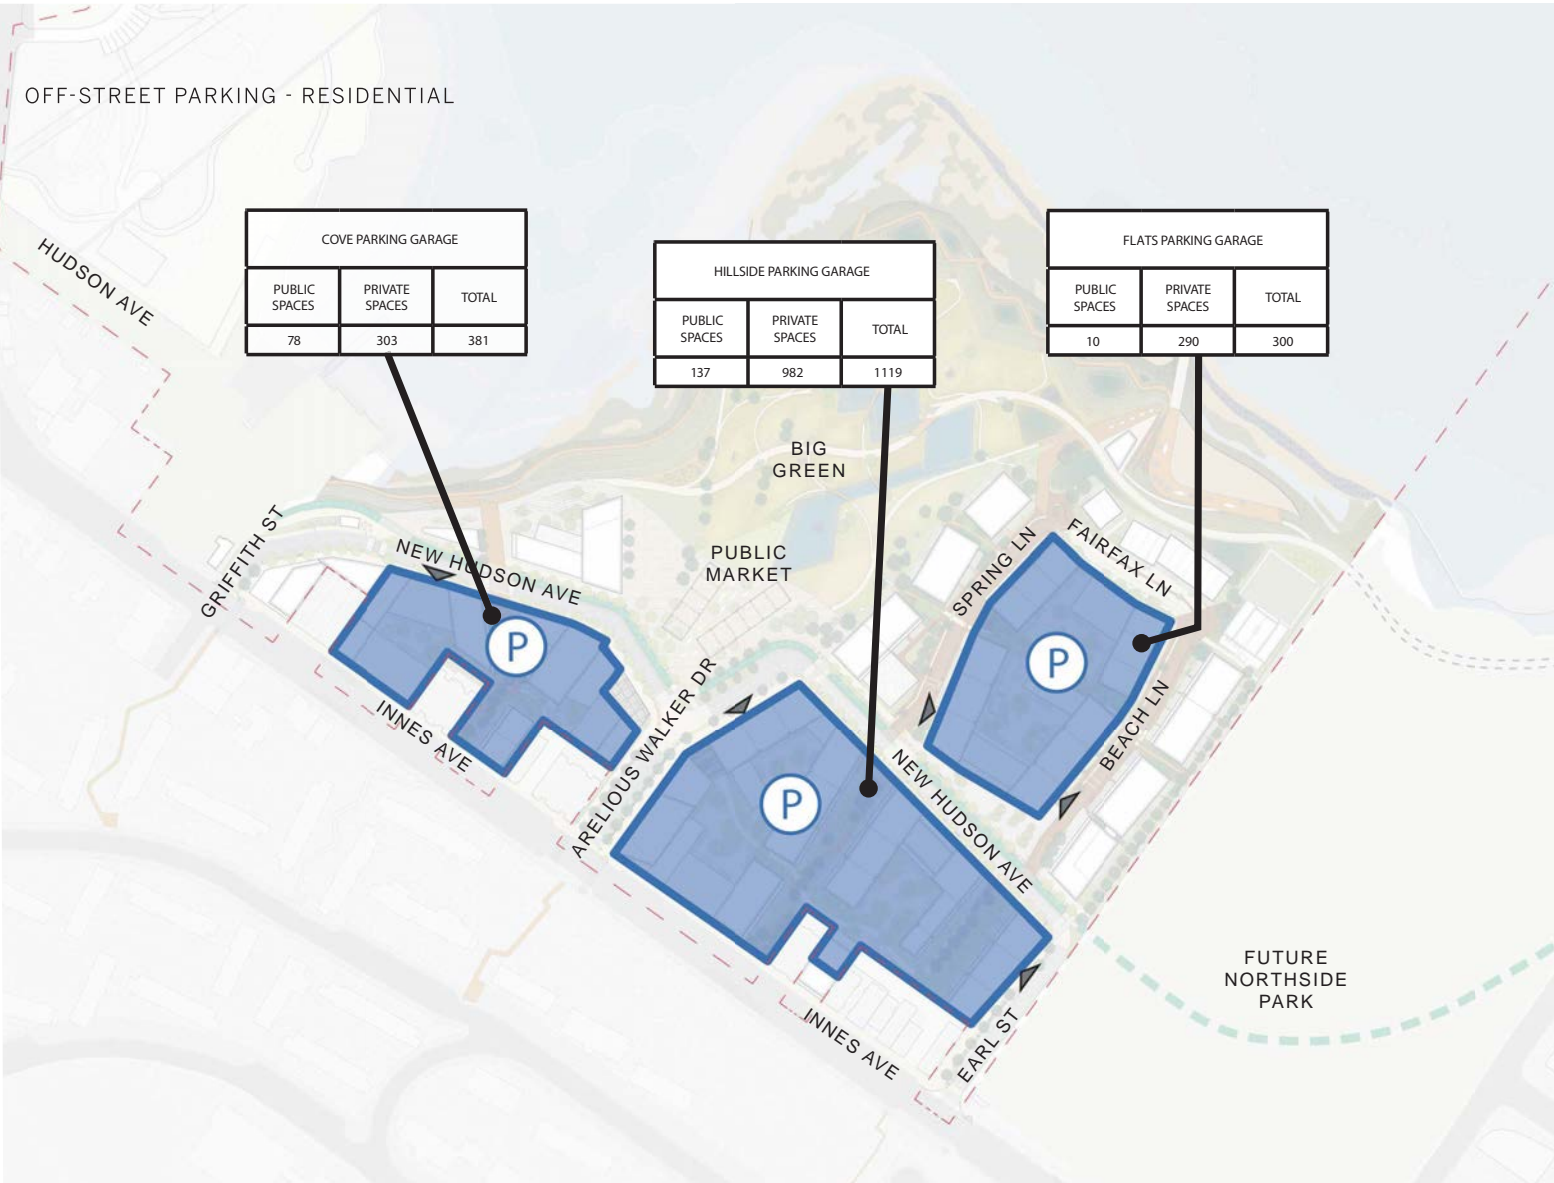 OFF-STREET PARKING - RESIDENTIAL
HUDSON AVE
COVE PARKING GARAGE
PUBLIC
SPACES
PRIVATE
SPACES
TOTAL
78
303
381
HILLSIDE PARKING GARAGE
PUBLIC
SPACES
PRIVATE
SPACES
TOTAL
137
982
1119
FLATS PARKING GARAGE
PUBLIC
SPACES
PRIVATE
SPACES
TOTAL
10
290
300
BIG
GREEN
PUBLIC
MARKET
GRIFFITH ST
NEW HUDSON AVE
SPRING LN
FAIRFAX LN
P
P
INNES AVE
ARELIOUS WALKER DR
BEACH LN
P
NEW HUDSON AVE
FUTURE
NORTHSIDE
PARK
INNES AVE
EARL ST